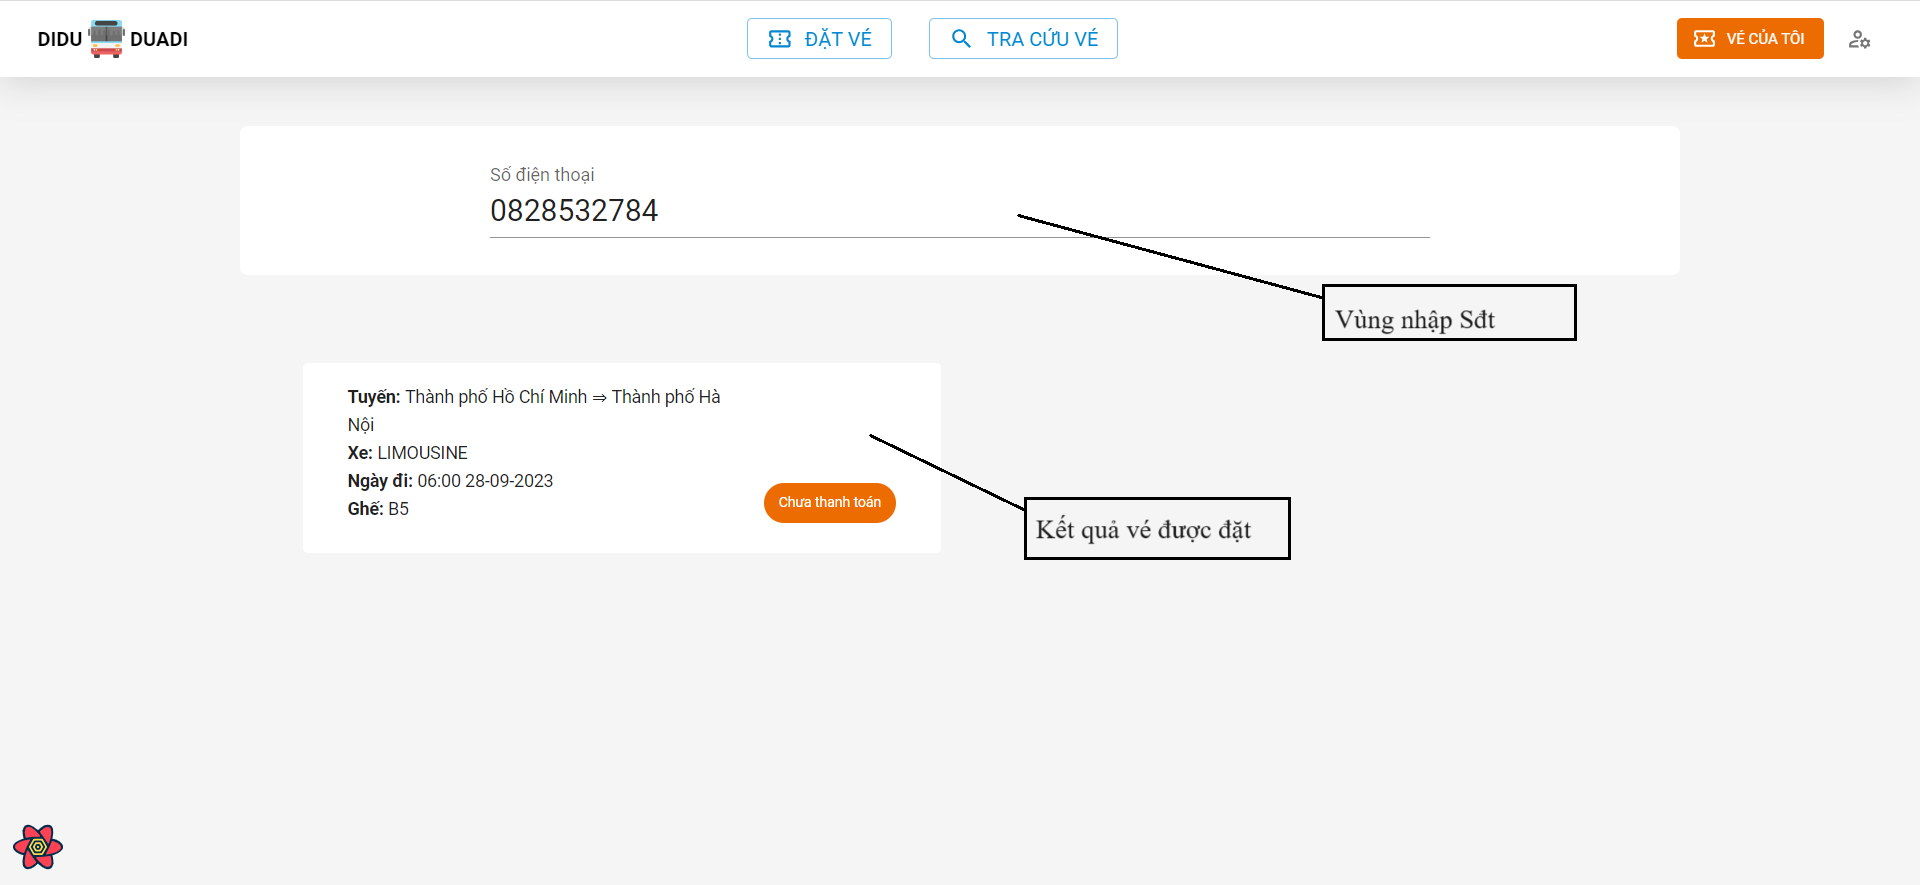 DIDU DUADI
ĐẶT VÉ
TRA CỨU VÉ
VÉ CỦA TÔI
Số điện thoại
0828532784
Vùng nhập Sđt
Tuyến: Thành phố Hồ Chí Minh ⇒ Thành phố Hà
Nội
Xe: LIMOUSINE
Ngày đi: 06:00 28-09-2023
Ghế: B5
Chưa thanh toán
Kết quả vé được đặt